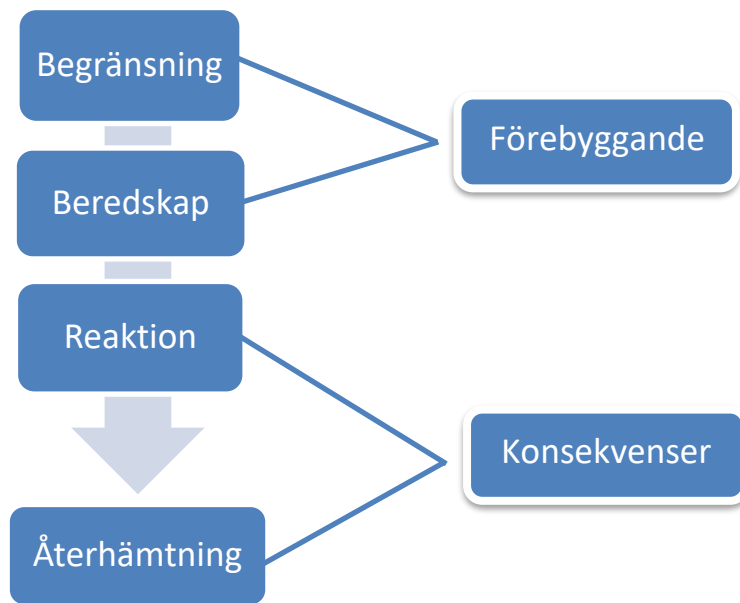 Begränsning
Förebyggande
Beredskap
Reaktion
Konsekvenser
Återhämtning